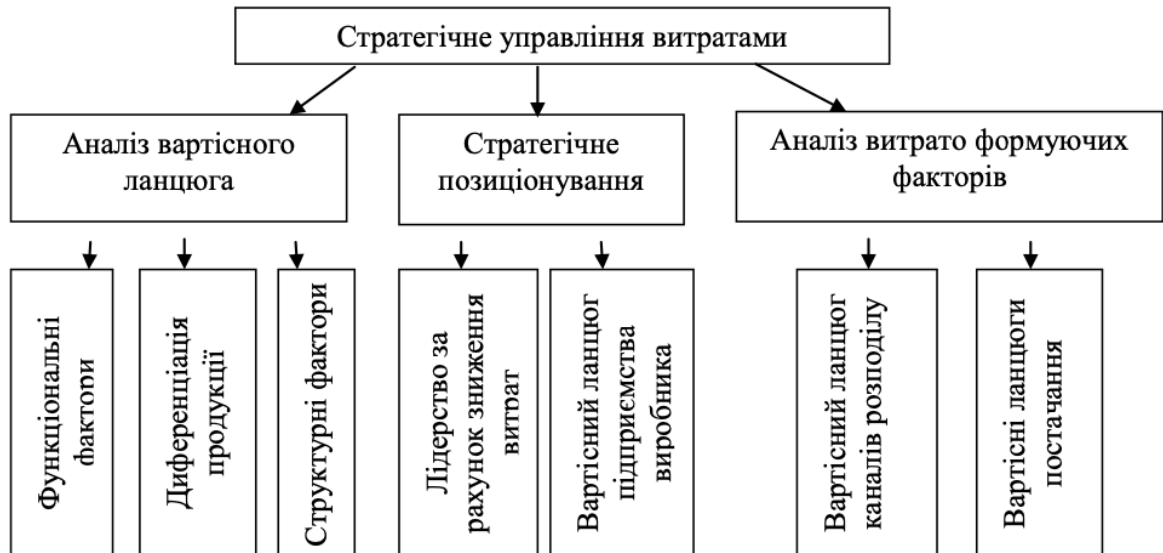 Стратегічне управління витратами
Аналіз вартісного
ланцюга
Стратегічне
позиціонування
Аналіз витрато формуючих
факторів
Функціональні
фактори
Диференціація
продукції
Структурні фактори
Лідерство за
рахунок зниження
витрат
Вартісний ланцюг
підприємства
виробника
Вартісний ланцюг
каналів розподілу
Вартісні ланцюги
постачання